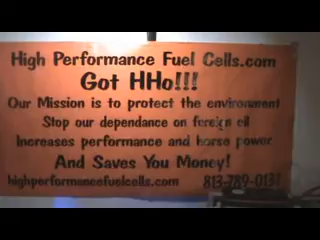 High Performance Fuel Cells.com
Got HHo!!!
Our Mission is to protect the environment
Stop our dependance on foreign oil
Increases performance and horse power
And Saves You Money!
highperformancefuelcells.com 813-789-0131